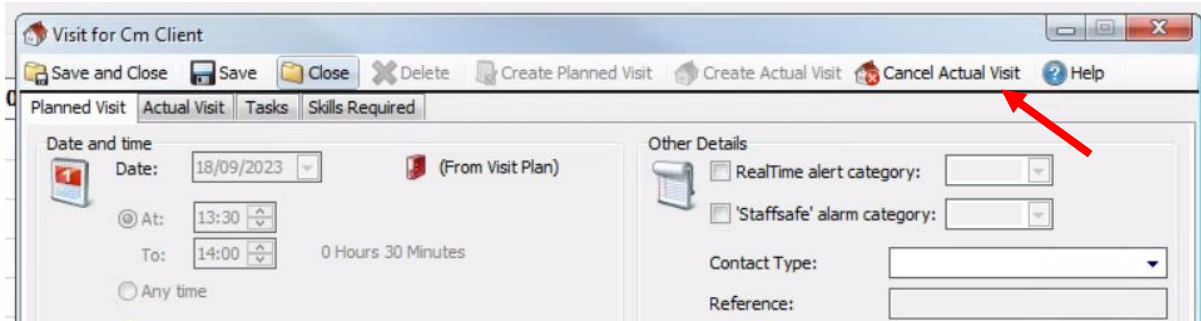 Visit for Cm Client
Save and Close Save Close Delete Create Planned Visit Create Actual Visit Cancel Actual Visit Help
0
Planned Visit Actual Visit Tasks Skills Required
Date and time
Date: 18/09/2023 (From Visit Plan)
At: 13:30
To: 14:00 0 Hours 30 Minutes
Any time
Other Details
RealTime alert category:
'Staffsafe' alarm category:
Contact Type:
Reference: